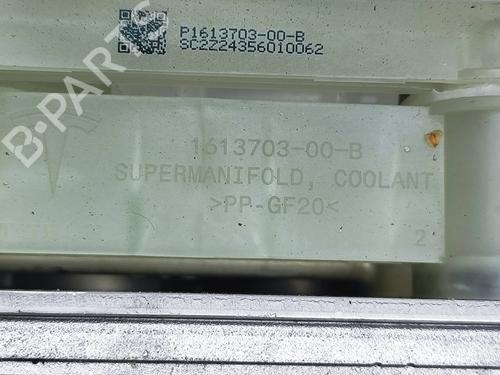 P1613703-00-B
SC2Z24356010062
B-PARTS
1613703-00-B
SUPERMANIFOLD, COOLANT
>PP-GF20<
2